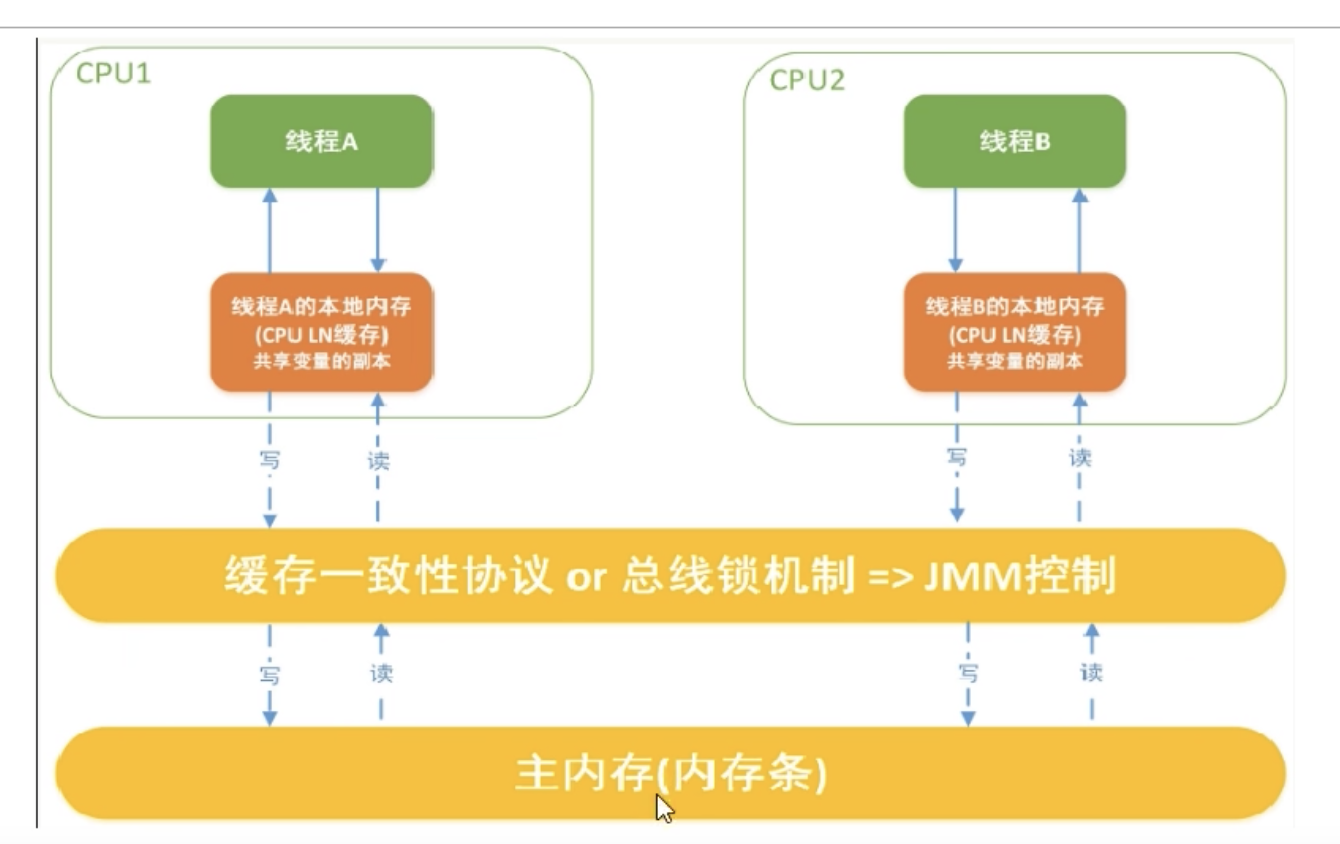 CPU1
CPU2
线程A
线程B
线程A的本地内存
(CPU LN缓存)
共享变量的副本
线程B的本地内存
(CPU LN缓存)
共享变量的副本
写
读
写
读
缓存一致性协议 or 总线锁机制 => JMM控制
写
读
写
读
主内存(内存条)